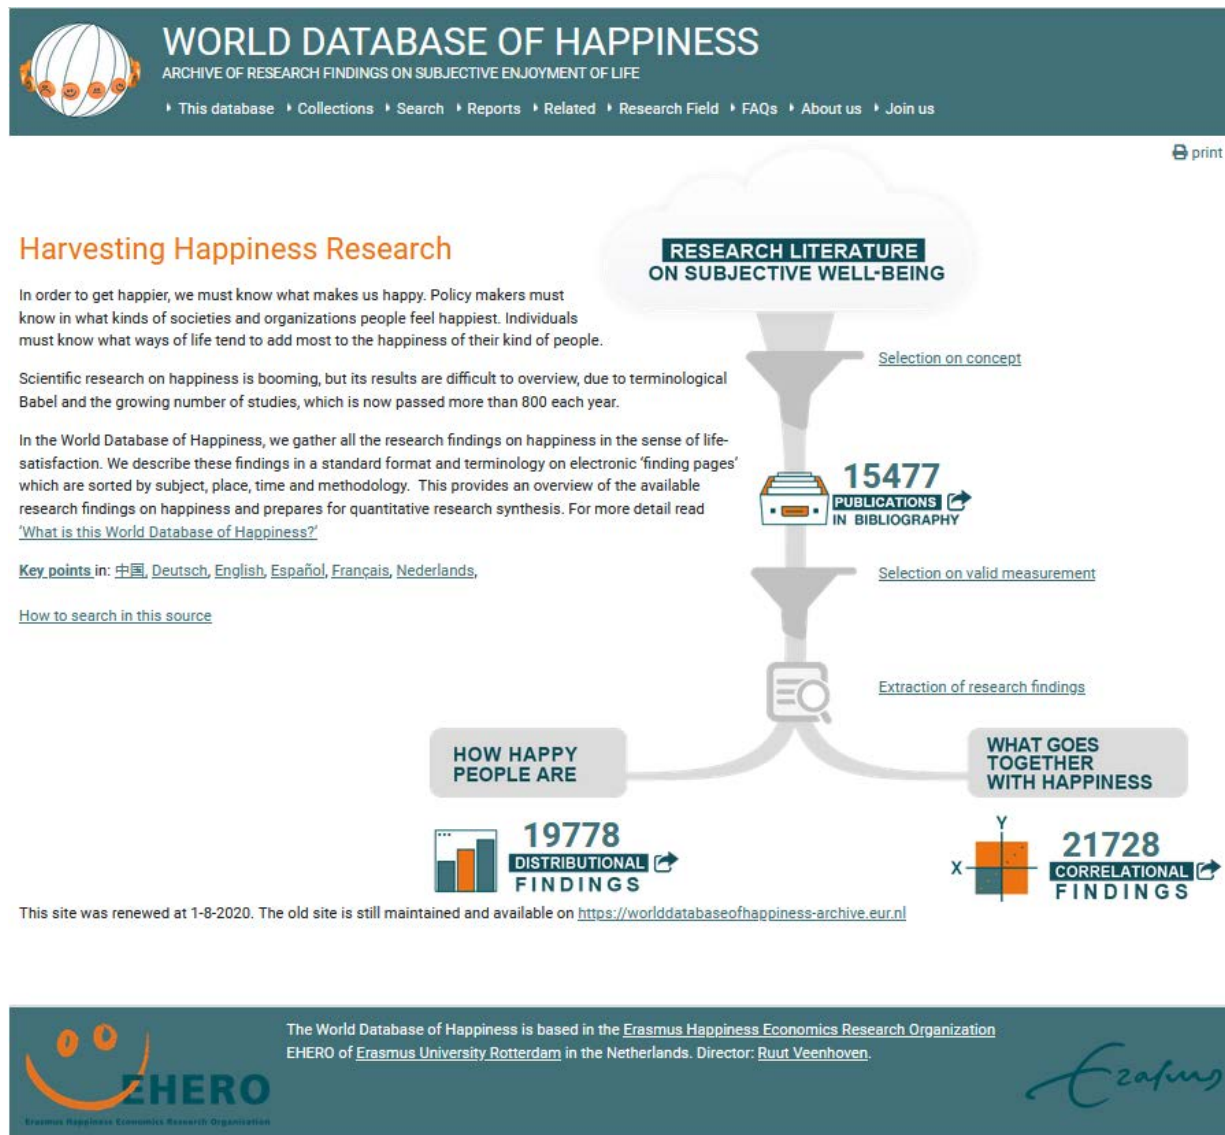 WORLD DATABASE OF HAPPINESS
ARCHIVE OF RESEARCH FINDINGS ON SUBJECTIVE ENJOYMENT OF LIFE
This database Collections Search Reports Related Research Field FAQs About us Join us
print
Harvesting Happiness Research
In order to get happier, we must know what makes us happy. Policy makers must
know in what kinds of societies and organizations people feel happiest. Individuals
must know what ways of life tend to add most to the happiness of their kind of people.
Scientific research on happiness is booming, but its results are difficult to overview, due to terminological
Babel and the growing number of studies, which is now passed more than 800 each year.
In the World Database of Happiness, we gather all the research findings on happiness in the sense of life-
satisfaction. We describe these findings in a standard format and terminology on electronic ‘finding pages’
which are sorted by subject, place, time and methodology.  This provides an overview of the available
research findings on happiness and prepares for quantitative research synthesis. For more detail read
‘What is this World Database of Happiness?’
Key points in: 中国, Deutsch, English, Español, Français, Nederlands,
How to search in this source
RESEARCH LITERATURE
ON SUBJECTIVE WELL-BEING
Selection on concept
15477
PUBLICATIONS
IN BIBLIOGRAPHY
Selection on valid measurement
Extraction of research findings
HOW HAPPY
PEOPLE ARE
WHAT GOES
TOGETHER
WITH HAPPINESS
19778
DISTRIBUTIONAL
FINDINGS
Y
X
21728
CORRELATIONAL
FINDINGS
This site was renewed at 1-8-2020. The old site is still maintained and available on https://worlddatabaseofhappiness-archive.eur.nl
EHERO
Erasmus Happiness Economics Research Organisation
The World Database of Happiness is based in the Erasmus Happiness Economics Research Organization
EHERO of Erasmus University Rotterdam in the Netherlands. Director: Ruut Veenhoven.
Erasmus